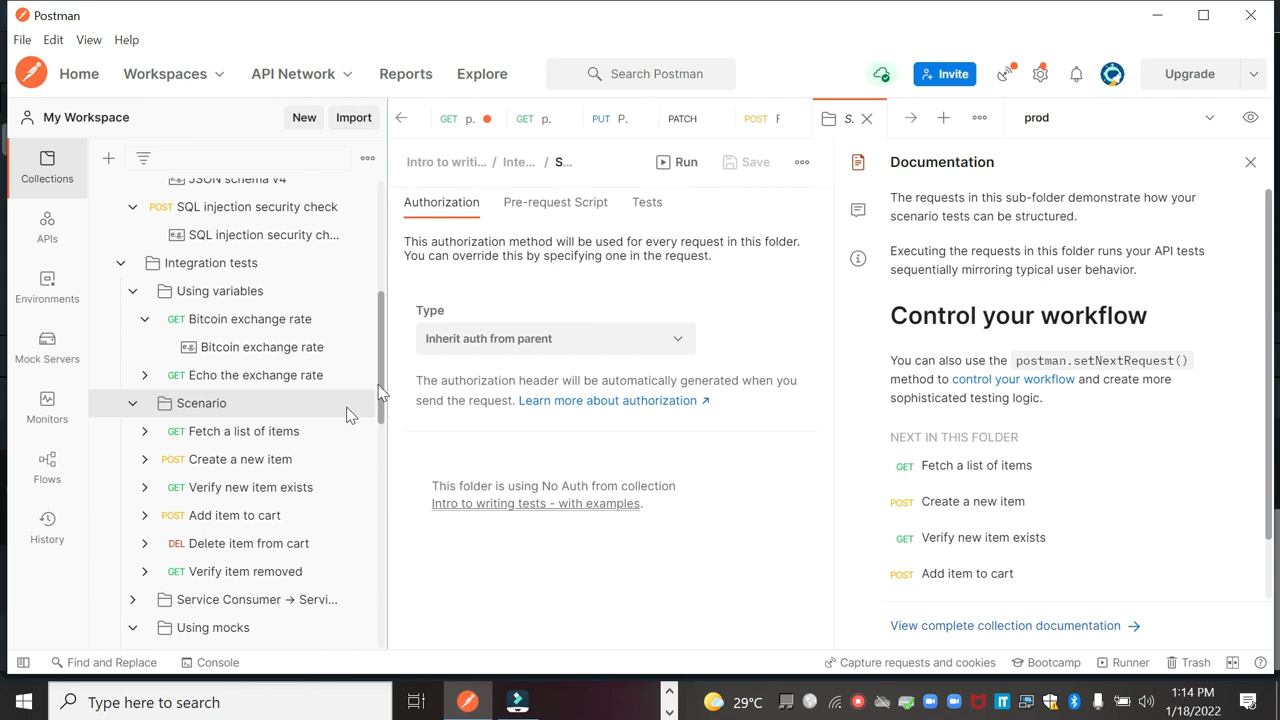 Postman
File Edit View Help
Home Workspaces API Network Reports Explore Search Postman Invite Upgrade
My Workspace New Import
GET p. GET p. PUT P. PATCH POST F S. prod
Collections
APIs
Environments
Mock Servers
Monitors
Flows
History
JSON schema v4
POST SQL injection security check
e.g. SQL injection security ch...
Integration tests
Using variables
GET Bitcoin exchange rate
e.g. Bitcoin exchange rate
GET Echo the exchange rate
Scenario
GET Fetch a list of items
POST Create a new item
GET Verify new item exists
POST Add item to cart
DEL Delete item from cart
GET Verify item removed
Service Consumer → Servi...
Using mocks
Intro to writi... / Inte... / S... Run Save
Authorization Pre-request Script Tests
This authorization method will be used for every request in this folder.
You can override this by specifying one in the request.
Type
Inherit auth from parent
The authorization header will be automatically generated when you
send the request. Learn more about authorization ↗
This folder is using No Auth from collection
Intro to writing tests - with examples.
Documentation
The requests in this sub-folder demonstrate how your
scenario tests can be structured.
Executing the requests in this folder runs your API tests
sequentially mirroring typical user behavior.
Control your workflow
You can also use the postman.setNextRequest()
method to control your workflow and create more
sophisticated testing logic.
NEXT IN THIS FOLDER
GET Fetch a list of items
POST Create a new item
GET Verify new item exists
POST Add item to cart
View complete collection documentation →
Find and Replace Console Capture requests and cookies Bootcamp Runner Trash
Type here to search 29°C 1:14 PM
1/18/2022